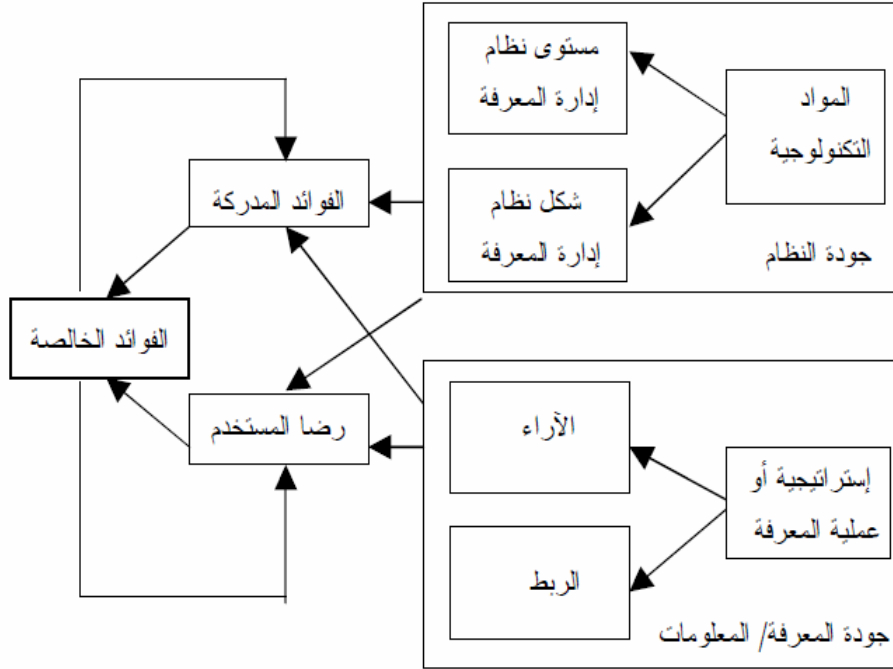 المواد
التكنولوجية
مستوى نظام
إدارة المعرفة
شكل نظام
إدارة المعرفة
جودة النظام
الفوائد المدركة
الفوائد الخالصة
رضا المستخدم
إستراتيجية أو
عملية المعرفة
الآراء
الربط
جودة المعرفة/ المعلومات